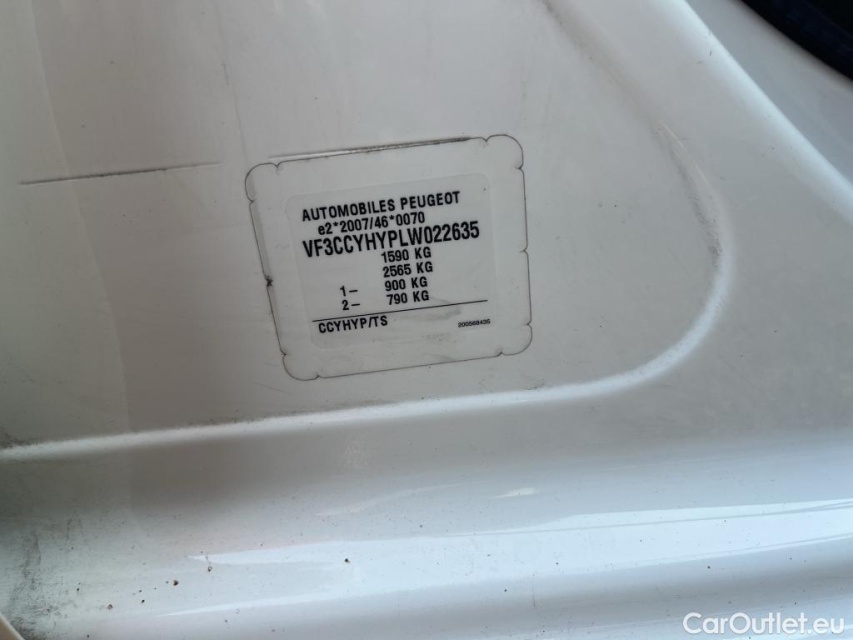 AUTOMOBILES PEUGEOT
e2*2007/46*0070
VF3CCYHYPLW022635
1590 KG
2565 KG
1– 900 KG
2– 790 KG
CCYHYP/TS
CarOutlet.eu